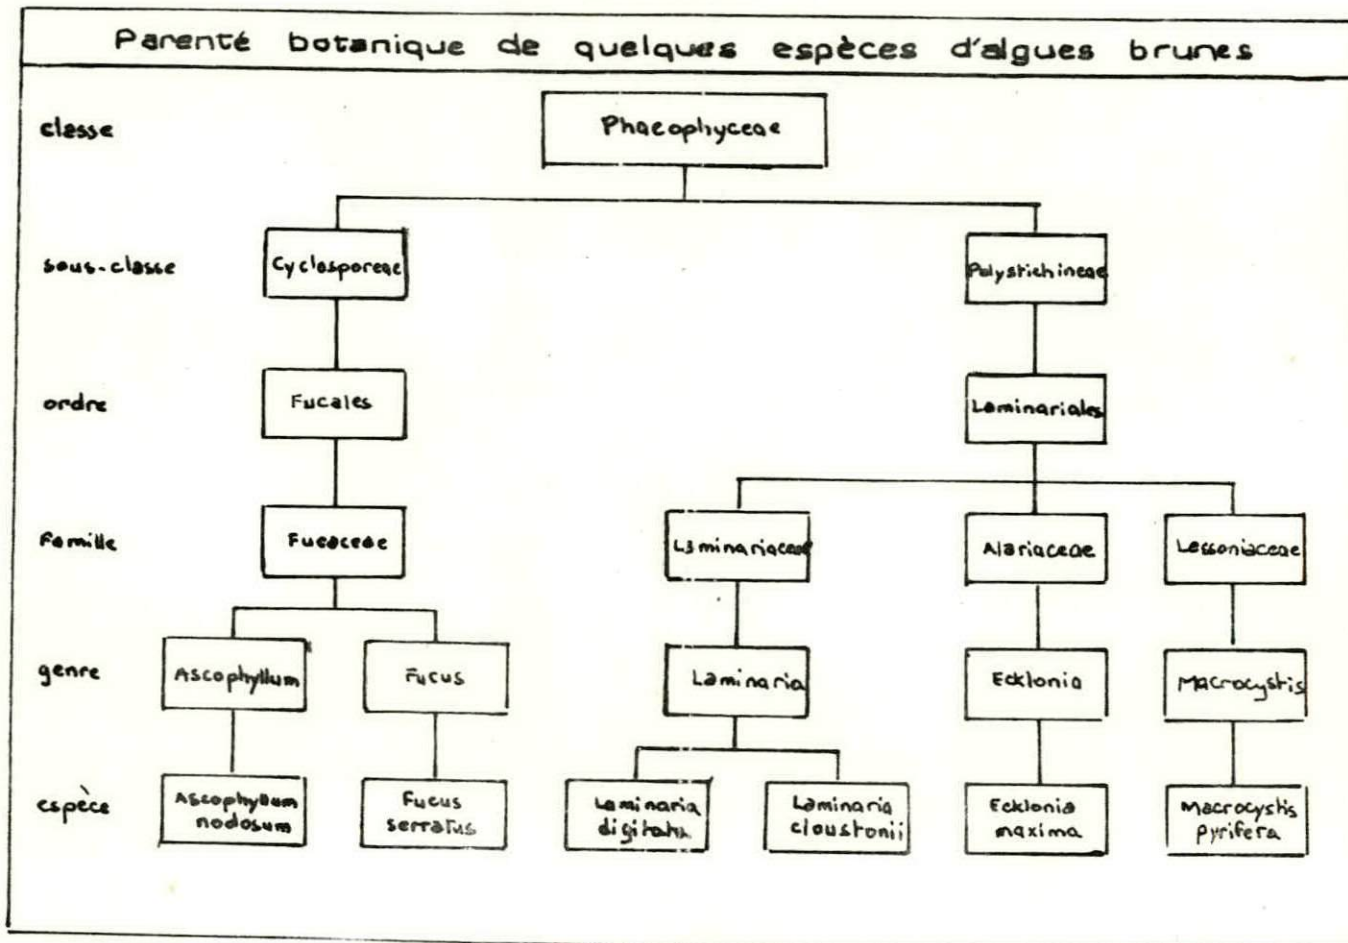 Parenté botanique de quelques espèces d'algues brunes
classe
Phaeophyceae
sous-classe
Cyclosporeae
Polystichineae
ordre
Fucales
Laminariales
famille
Fucaceae
Laminariaceae
Alariaceae
Lessoniaceae
genre
Ascophyllum
Fucus
Laminaria
Ecklonia
Macrocystis
espèce
Ascophyllum
nodosum
Fucus
serratus
Laminaria
digitata
Laminaria
cloustonii
Ecklonia
maxima
Macrocystis
pyrifera